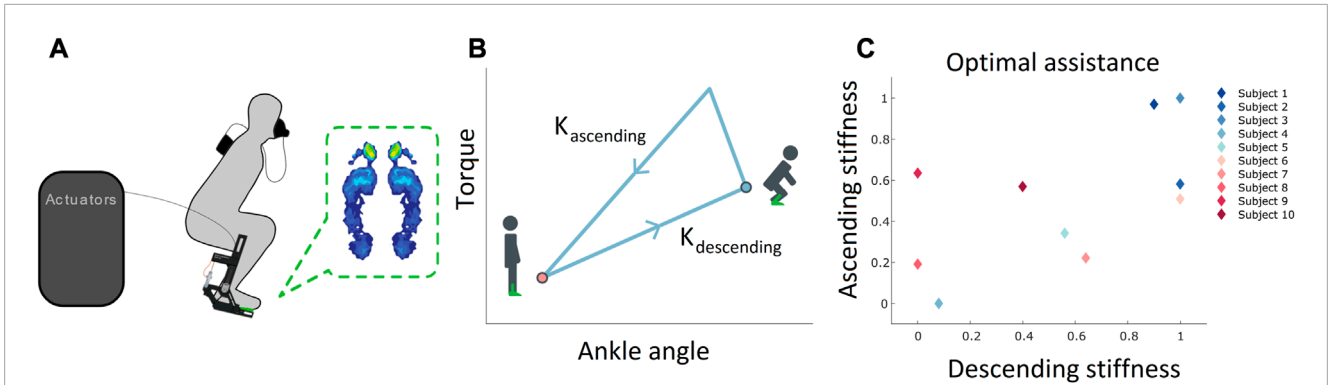 A
Actuators
B
Torque
K ascending
K descending
Ankle angle
C
Optimal assistance
Ascending stiffness
1
0.8
0.6
0.4
0.2
0
0 0.2 0.4 0.6 0.8 1
Descending stiffness
Subject 1
Subject 2
Subject 3
Subject 4
Subject 5
Subject 6
Subject 7
Subject 8
Subject 9
Subject 10